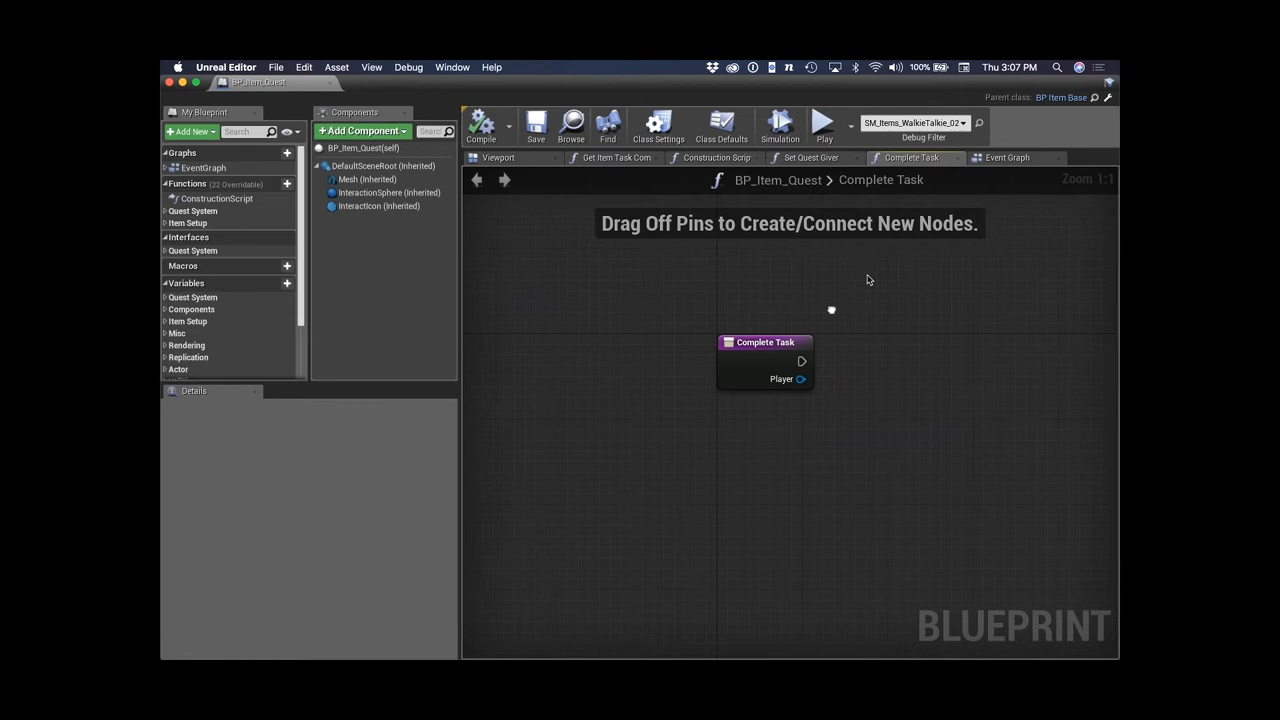 Unreal Editor File Edit Asset View Debug Window Help 100% Thu 3:07 PM
BP_Item_Quest
Parent class: BP Item Base
My Blueprint Components
+ Add New Search + Add Component Searc Compile Save Browse Find Class Settings Class Defaults Simulation Play SM_Items_WalkieTalkie_02 Debug Filter
BP_Item_Quest(self)
Graphs
EventGraph
Functions (22 Overridable)
ConstructionScript
Quest System
Item Setup
Interfaces
Quest System
Macros
Variables
Quest System
Components
Item Setup
Misc
Rendering
Replication
Actor
DefaultSceneRoot (Inherited)
Mesh (Inherited)
InteractionSphere (Inherited)
InteractIcon (Inherited)
Details
Viewport Get Item Task Com Construction Scrip Set Quest Giver Complete Task Event Graph
BP_Item_Quest > Complete Task Zoom 1:1
Drag Off Pins to Create/Connect New Nodes.
Complete Task
Player
BLUEPRINT